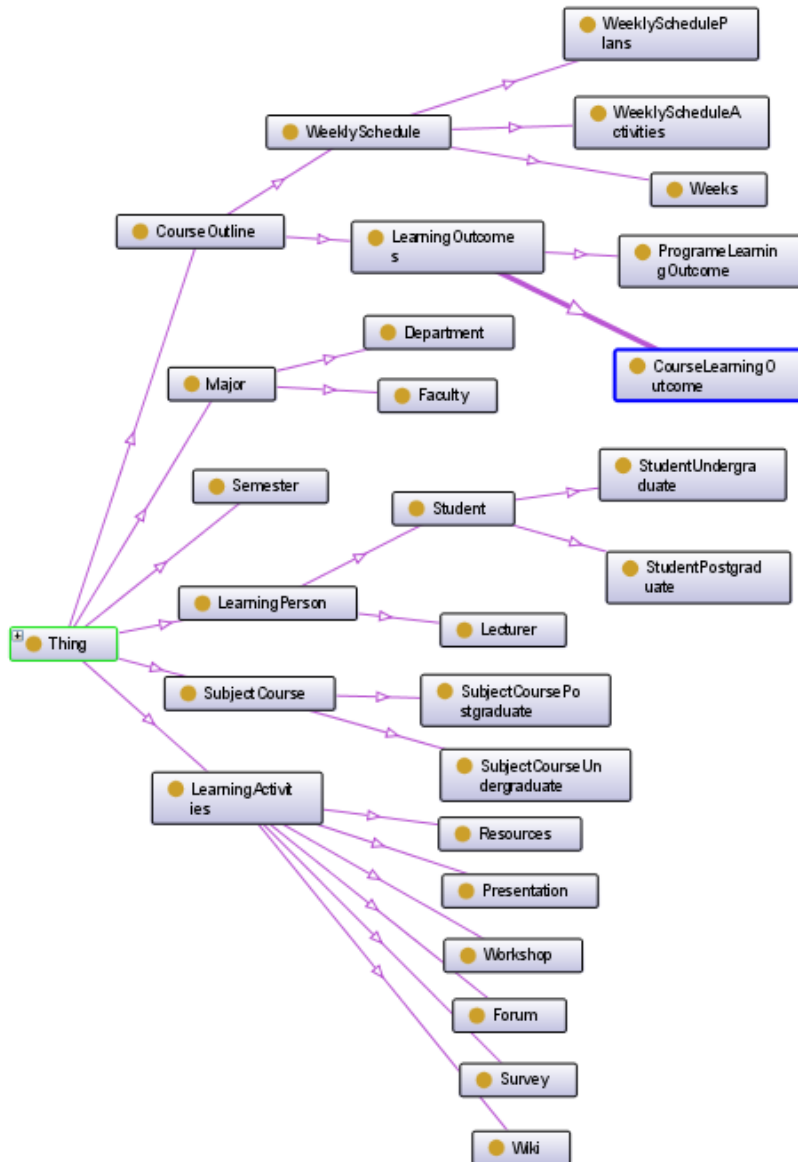 WeeklyScheduleP
lans
WeeklyScheduleA
ctivities
WeeklySchedule
Weeks
CourseOutline
LearningOutcome
s
ProgrameLearnin
gOutcome
CourseLearningO
utcome
Department
Major
Faculty
Semester
StudentUndergra
duate
Student
StudentPostgrad
uate
LearningPerson
Lecturer
Thing
SubjectCourse
SubjectCoursePo
stgraduate
SubjectCourseUn
dergraduate
LearningActivit
ies
Resources
Presentation
Workshop
Forum
Survey
Wiki